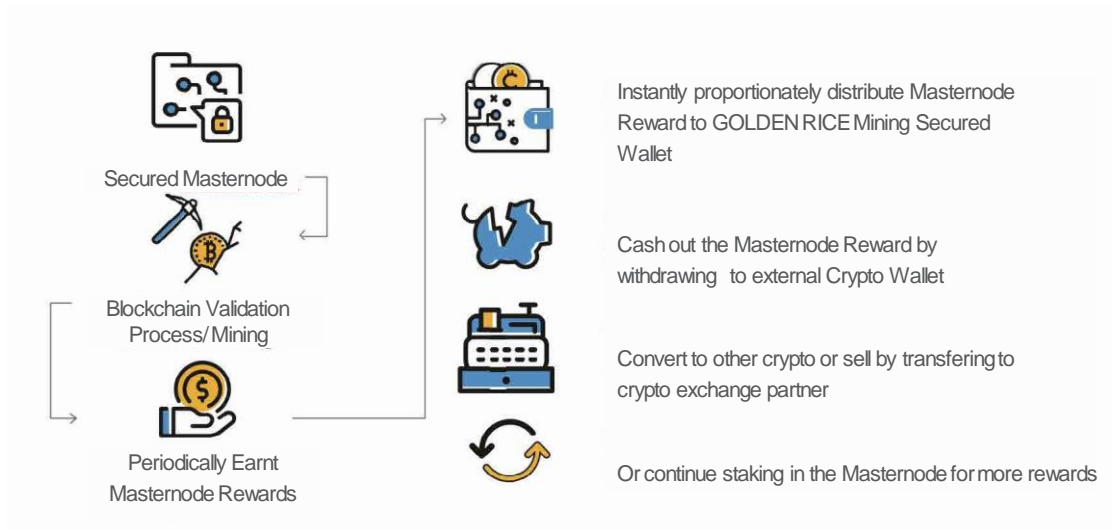 Secured Masternode
Blockchain Validation
Process/ Mining
Periodically Earnt
Masternode Rewards
Instantly proportionately distribute Masternode
Reward to GOLDEN RICE Mining Secured
Wallet
Cash out the Masternode Reward by
withdrawing to external Crypto Wallet
Convert to other crypto or sell by transfering to
crypto exchange partner
Or continue staking in the Masternode for more rewards